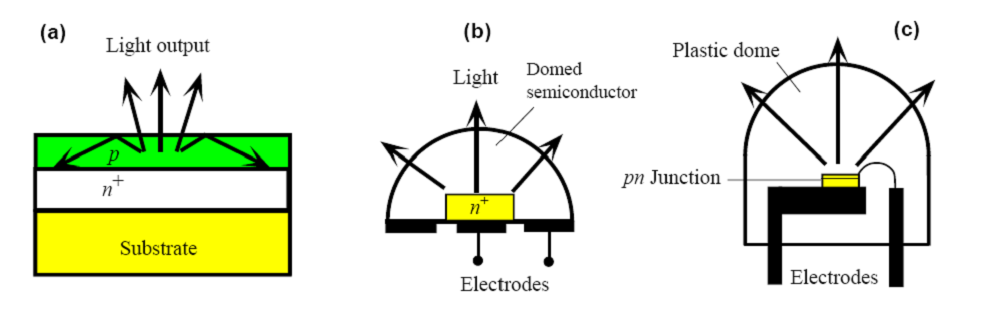 (a)
Light output
p
n+
Substrate
(b)
Light
Domed
semiconductor
n+
Electrodes
(c)
Plastic dome
pn Junction
Electrodes